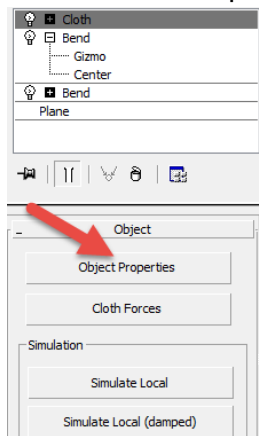 Cloth
Bend
Gizmo
Center
Bend
Plane
- Object
Object Properties
Cloth Forces
Simulation
Simulate Local
Simulate Local (damped)